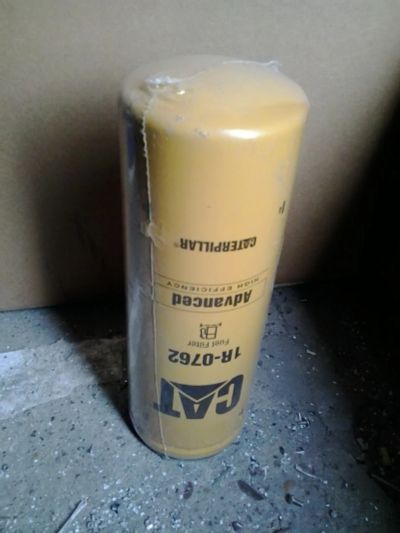 CAT
1R-0762
Fuel Filter
Advanced
HIGH EFFICIENCY
CATERPILLAR®